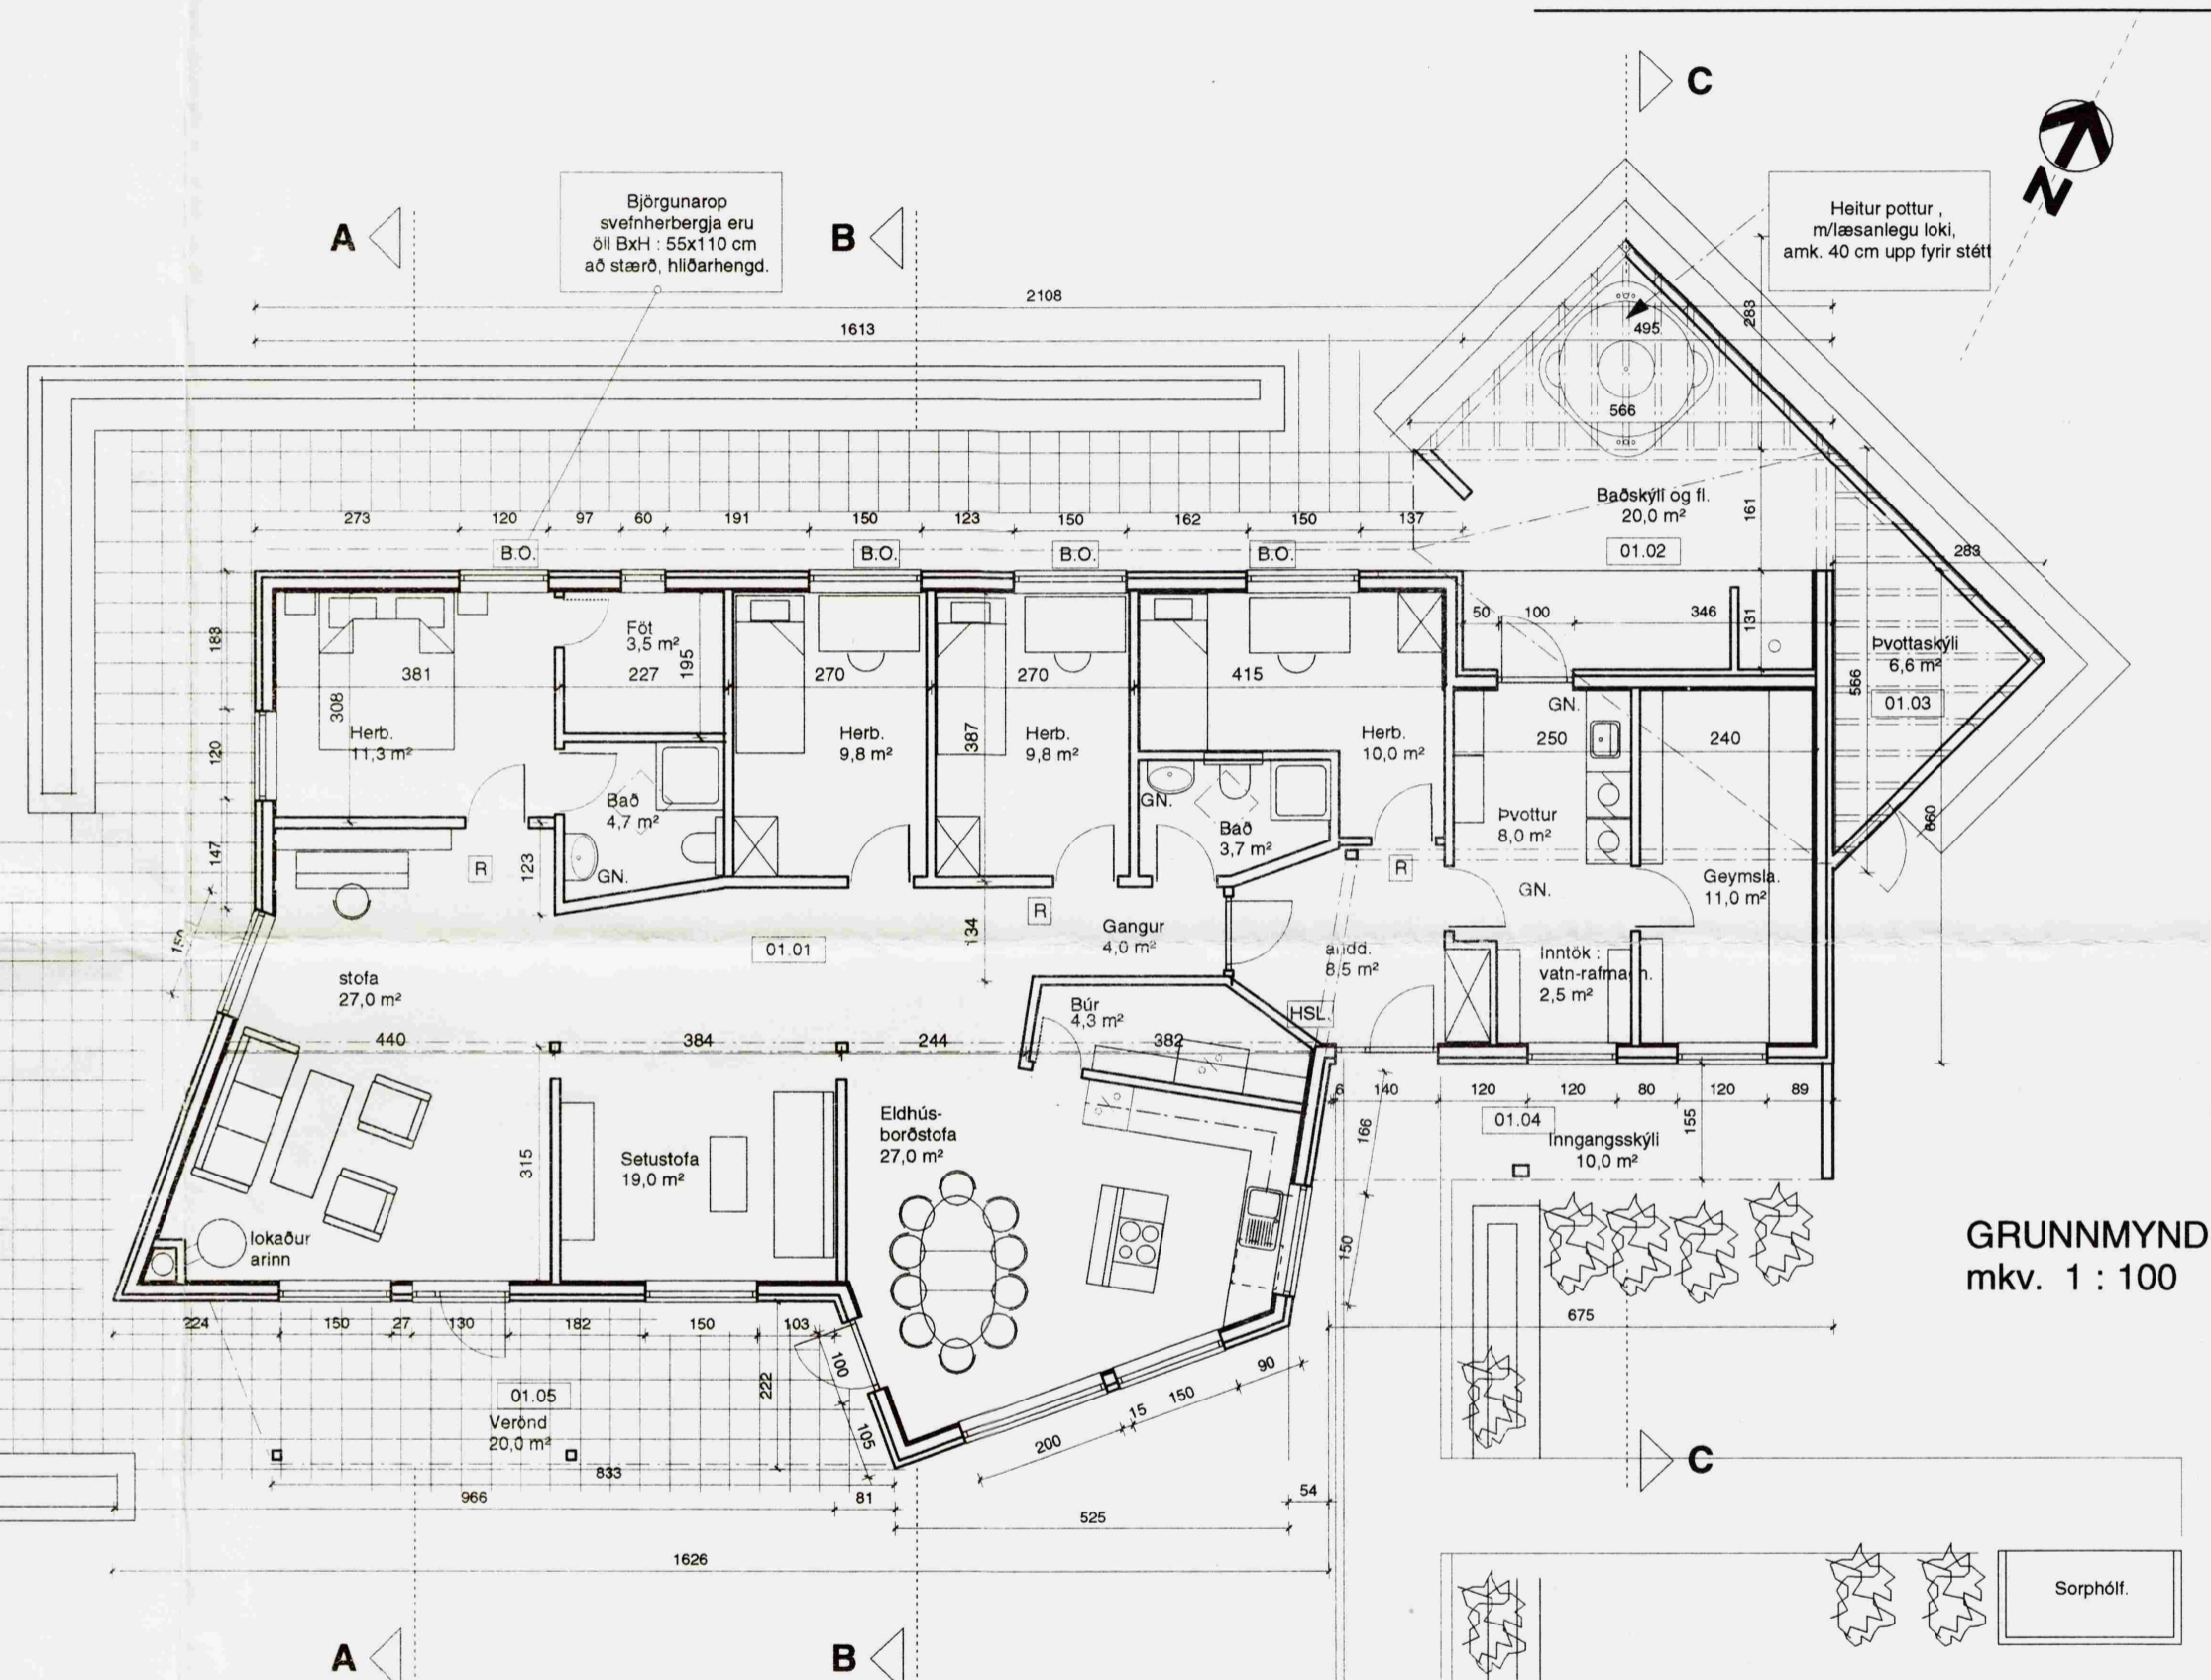 C
A
B
N
Björgunarop
svefnherbergja eru
öll BxH : 55x110 cm
að stærð, hliðarhengd.
Heitur pottur ,
m/læsanlegu loki,
amk. 40 cm upp fyrir stétt
2108
1613
495
283
566
273 120 97 60 191 150 123 150 162 150 137
Baðskýli og fl.
20,0 m²
161
01.02
B.O. B.O. B.O. B.O.
283
50 100 346 131
188
Föt
3,5 m²
381 227 195 270 270 415
308
Þvottaskýli
6,6 m²
566
01.03
GN.
Herb.
11,3 m²
Herb.
9,8 m²
387
Herb.
9,8 m²
Herb.
10,0 m²
250 240
120
Bað
4,7 m²
GN.
Bað
3,7 m²
Þvottur
8,0 m²
660
147
R
123
GN.
R
GN.
Geymsla.
11,0 m²
R
150
01.01
134
Gangur
4,0 m²
andd.
8,5 m²
Inntök :
vatn-rafmagn.
2,5 m²
stofa
27,0 m²
Búr
4,3 m²
HSL.
440 384 244 382
6 140 120 120 80 120 89
Eldhús-
borðstofa
27,0 m²
166
01.04
155
Inngangsskýli
10,0 m²
315
Setustofa
19,0 m²
lokaður
arinn
150
GRUNNMYND
mkv. 1 : 100
224 150 27 130 182 150 103
675
100
222
90
01.05
150
15
Verönd
20,0 m²
105
200
833
966 81
54
525
C
1626
Sorphólf.
A
B